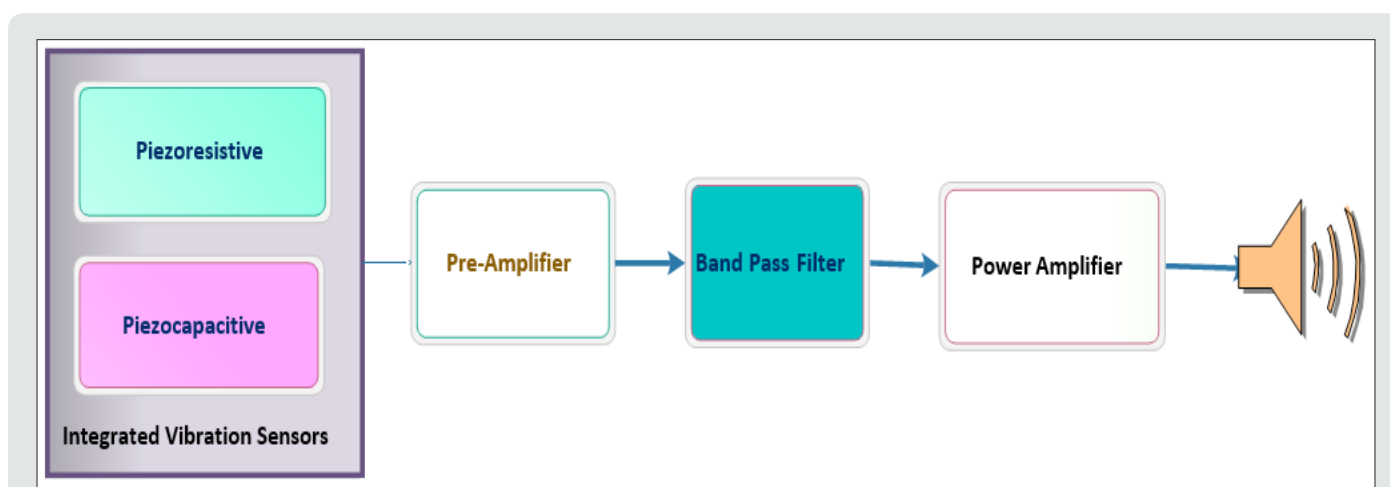 Piezoresistive
Piezocapacitive
Integrated Vibration Sensors
Pre-Amplifier
Band Pass Filter
Power Amplifier